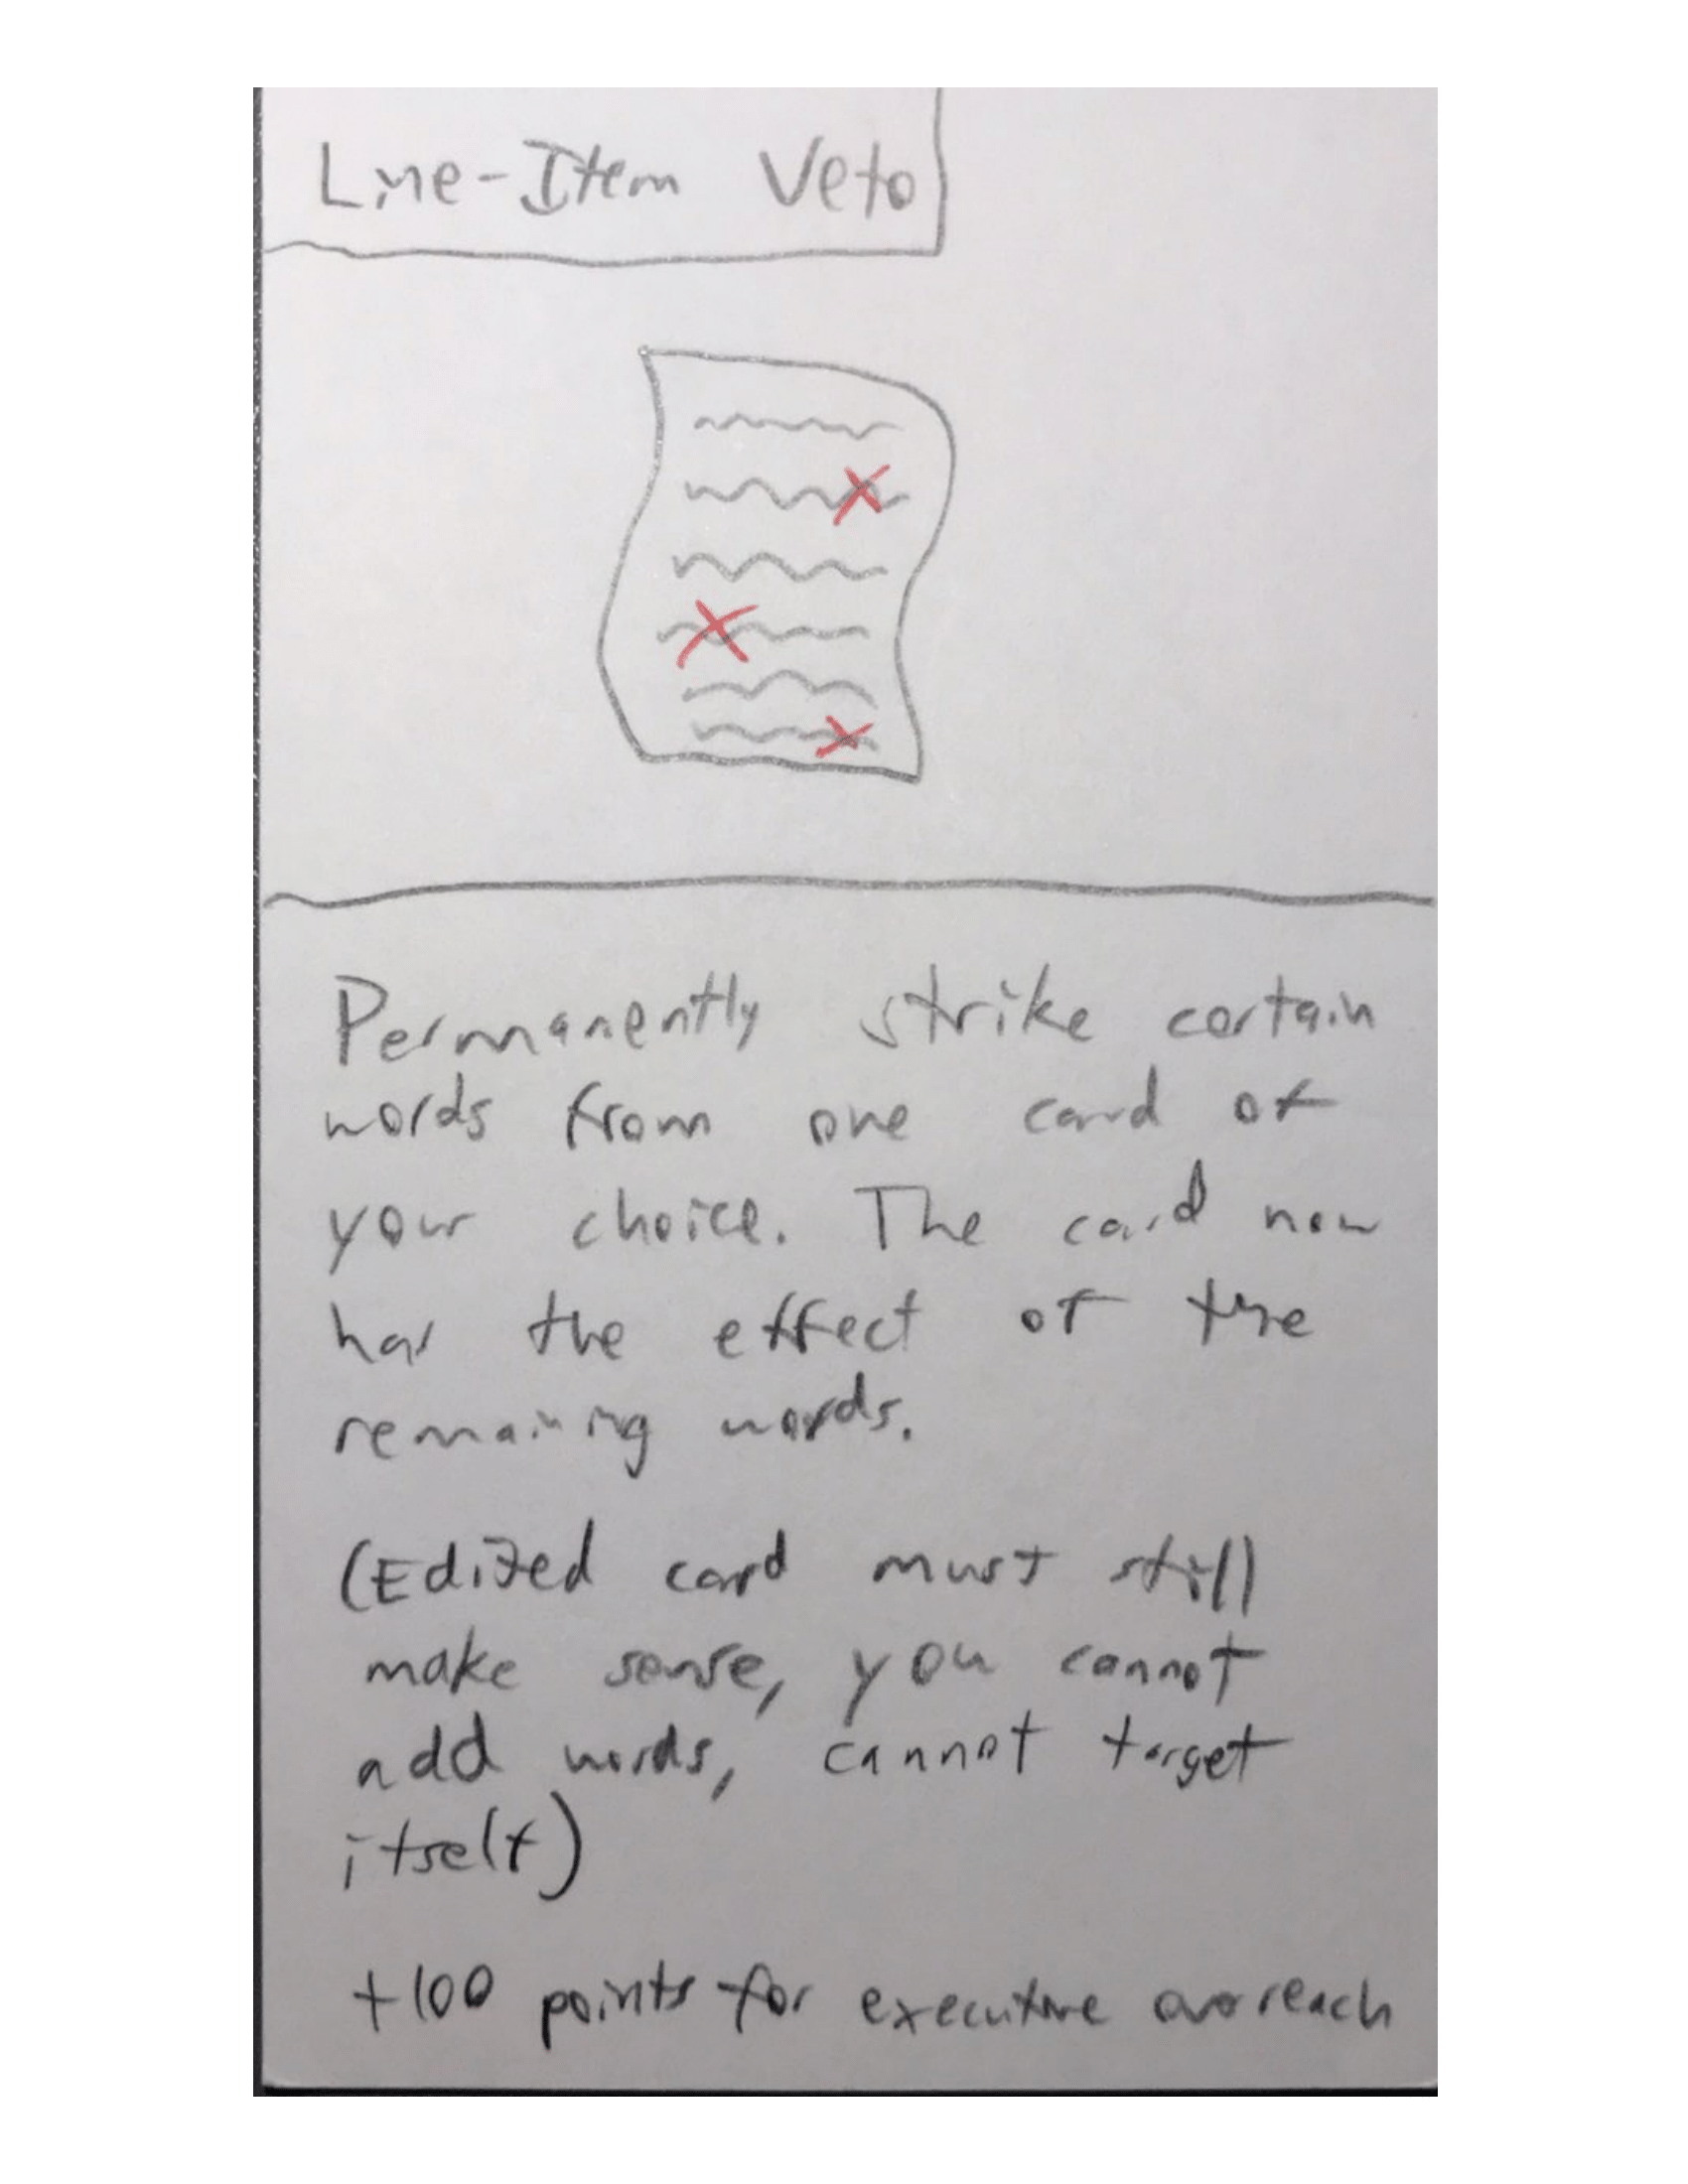 Line-Item Veto
Permanently strike certain
words from one card of
your choice. The card now
has the effect of the
remaining words.
(Edited card must still
make sense, you cannot
add words, cannot target
itself)
+100 points for executive overreach